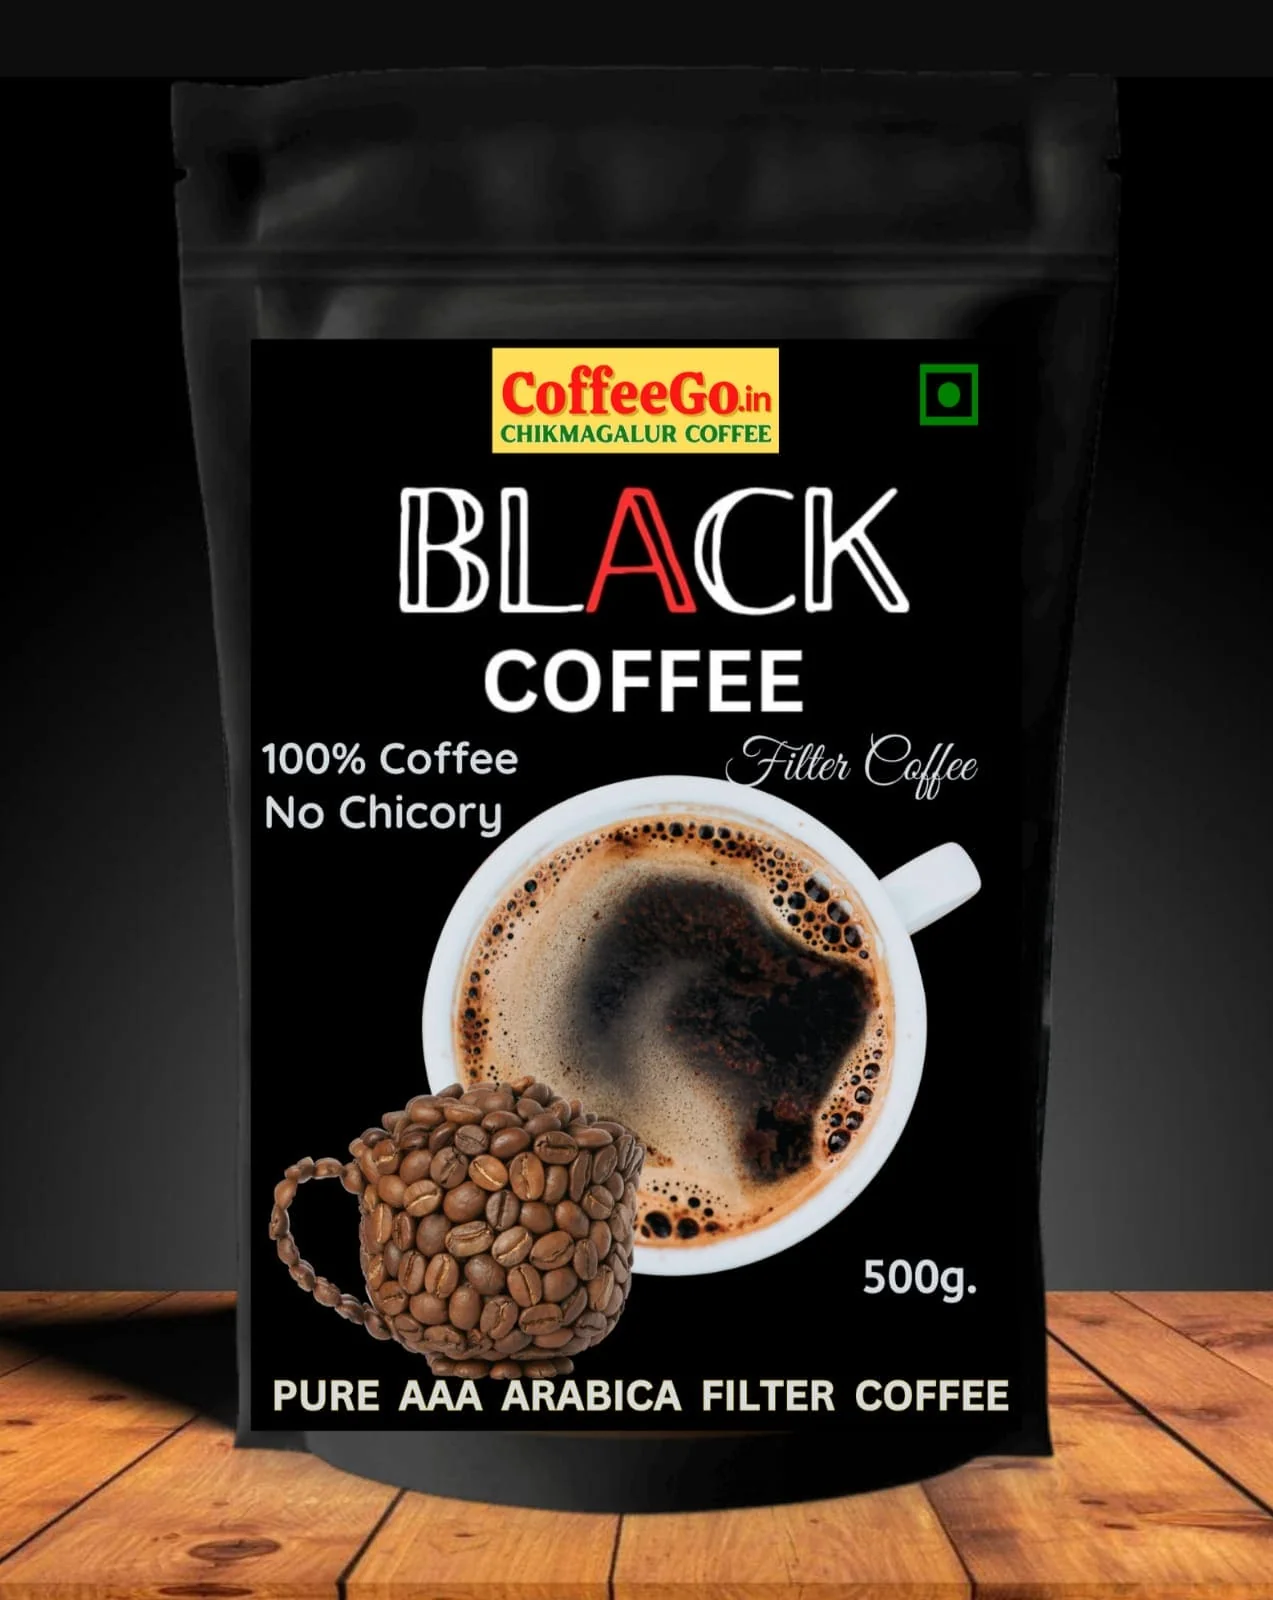 CoffeeGo.in
CHIKMAGALUR COFFEE
BLACK
COFFEE
100% Coffee
No Chicory
Filter Coffee
500g.
PURE AAA ARABICA FILTER COFFEE